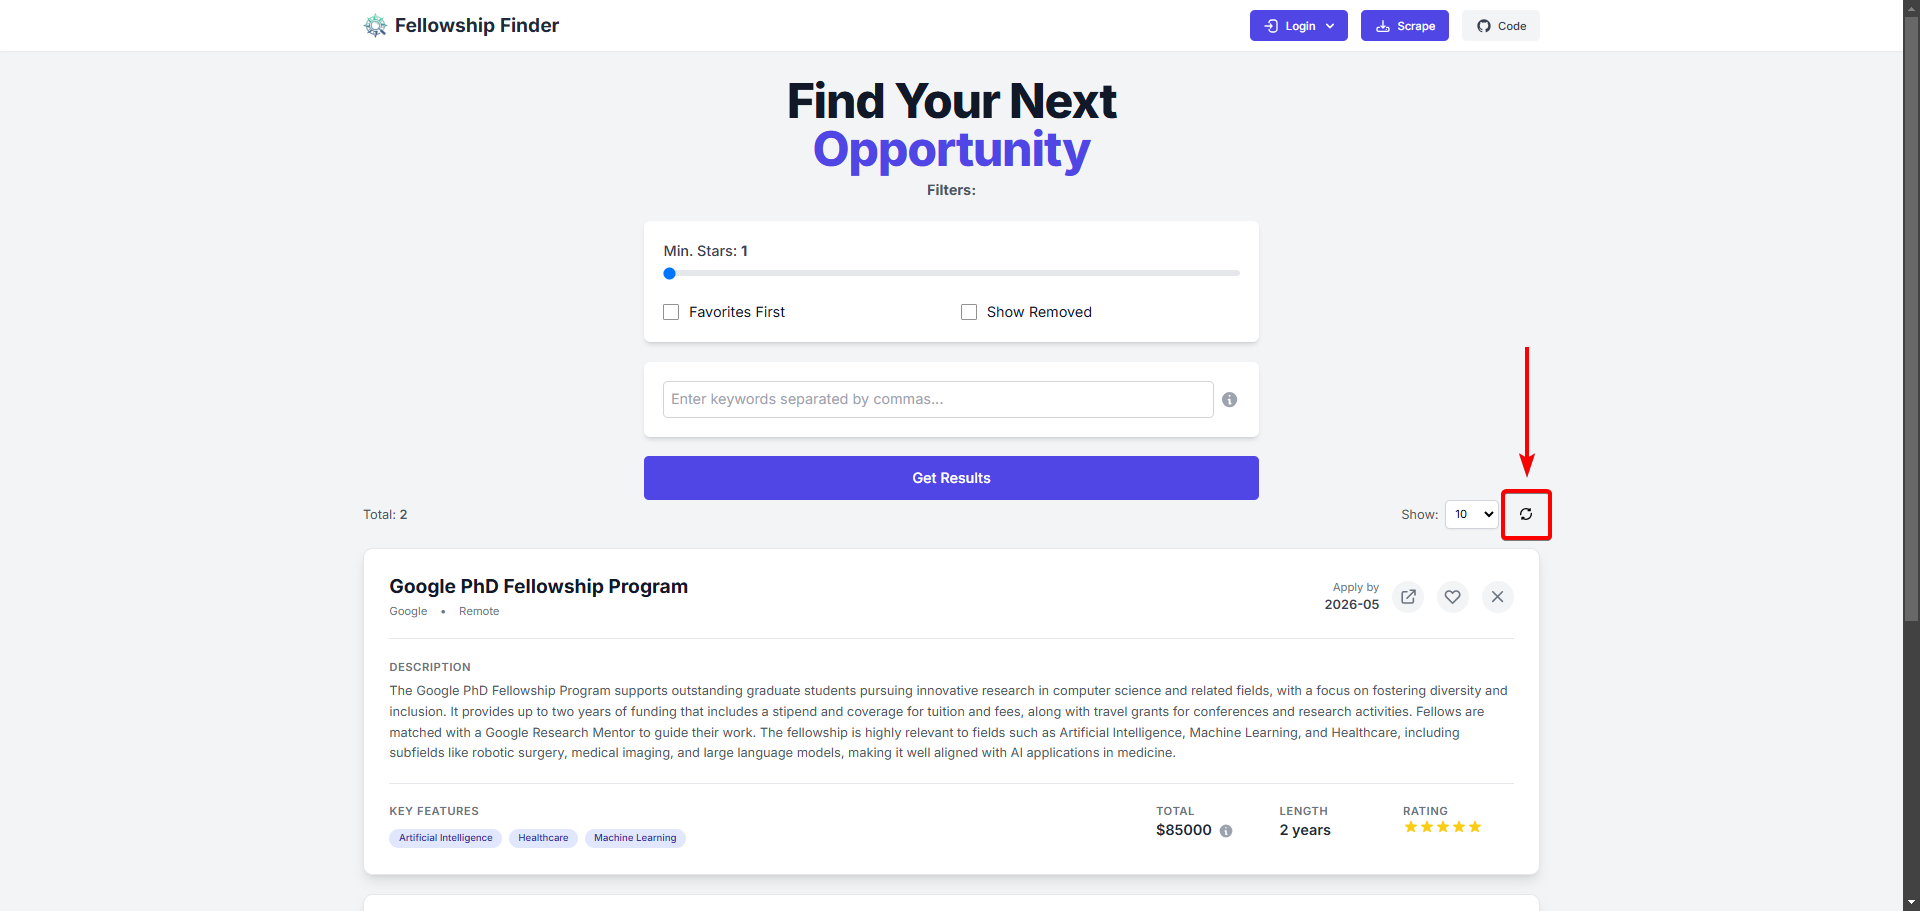 Fellowship Finder
Login
Scrape
Code
Find Your Next
Opportunity
Filters:
Min. Stars: 1
Favorites First
Show Removed
Enter keywords separated by commas...
Get Results
Total: 2
Show: 10
Google PhD Fellowship Program
Google • Remote
Apply by
2026-05
DESCRIPTION
The Google PhD Fellowship Program supports outstanding graduate students pursuing innovative research in computer science and related fields, with a focus on fostering diversity and
inclusion. It provides up to two years of funding that includes a stipend and coverage for tuition and fees, along with travel grants for conferences and research activities. Fellows are
matched with a Google Research Mentor to guide their work. The fellowship is highly relevant to fields such as Artificial Intelligence, Machine Learning, and Healthcare, including
subfields like robotic surgery, medical imaging, and large language models, making it well aligned with AI applications in medicine.
KEY FEATURES
Artificial Intelligence
Healthcare
Machine Learning
TOTAL
$85000
LENGTH
2 years
RATING